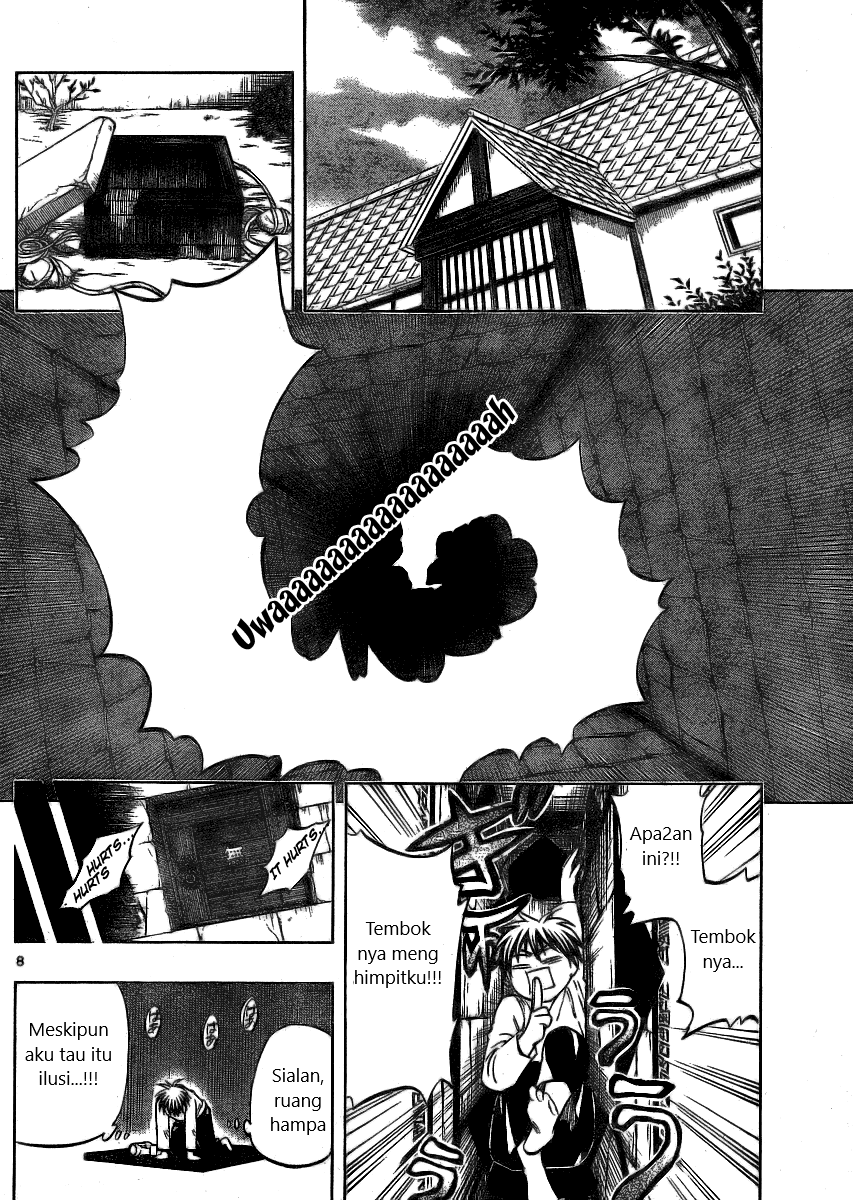 Uwaaaaaaaaaaaaaaaaaaaah
Apa2an
ini?!!
Tembok
nya...
Tembok
nya meng
himpitku!!!
HURTS...
HURTS
IT HURTS
8
Sialan,
ruang
hampa
Meskipun
aku tau itu
ilusi...!!!